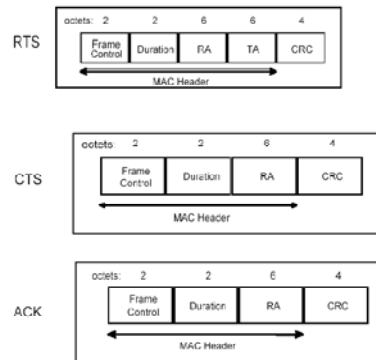 RTS
octets: 2 2 6 6 4
Frame Control Duration RA TA CRC
MAC Header
CTS
octets: 2 2 6 4
Frame Control Duration RA CRC
MAC Header
ACK
octets: 2 2 6 4
Frame Control Duration RA CRC
MAC Header